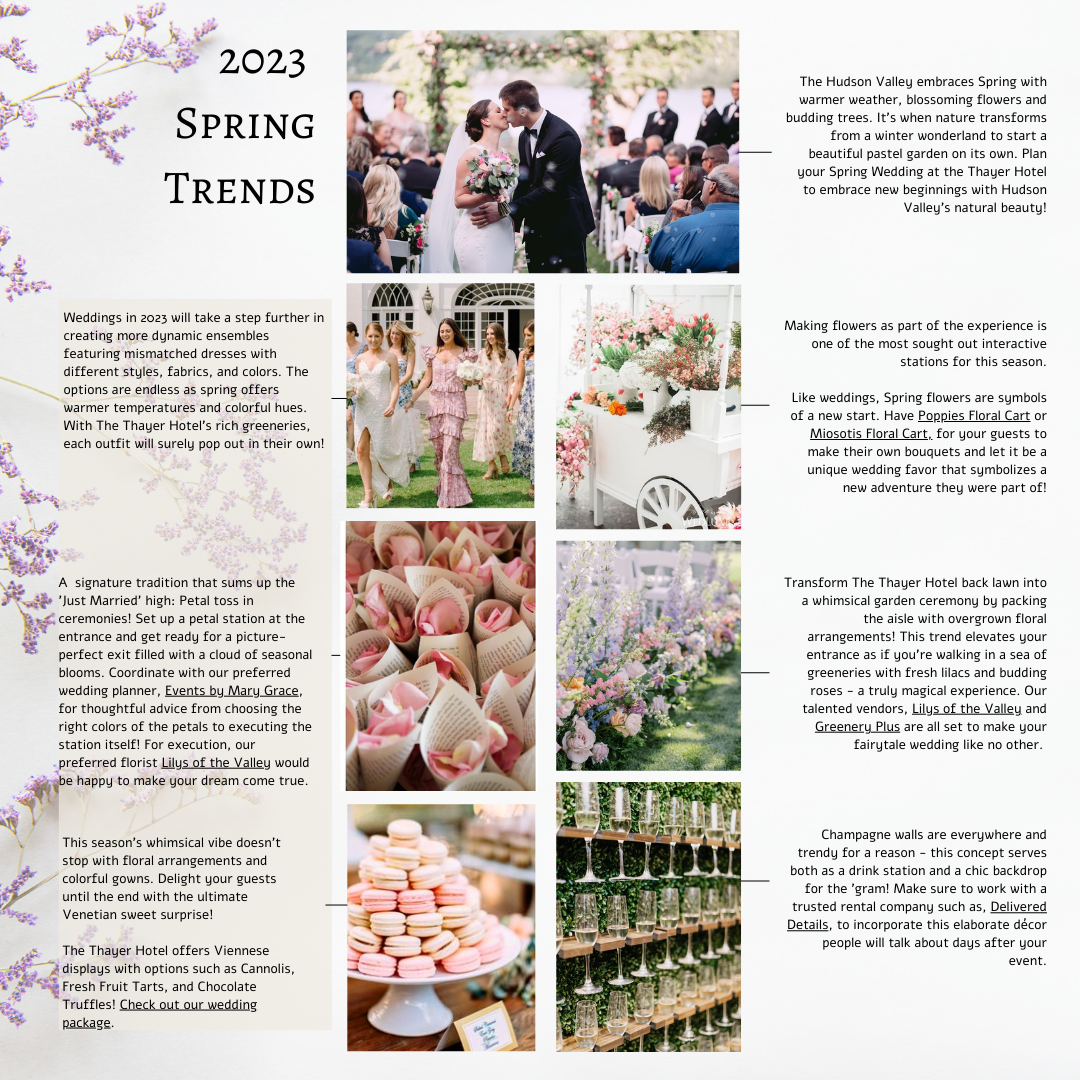 2023
Spring
Trends
The Hudson Valley embraces Spring with
warmer weather, blossoming flowers and
budding trees. It's when nature transforms
from a winter wonderland to start a
beautiful pastel garden on its own. Plan
your Spring Wedding at the Thayer Hotel
to embrace new beginnings with Hudson
Valley's natural beauty!
Weddings in 2023 will take a step further in
creating more dynamic ensembles
featuring mismatched dresses with
different styles, fabrics, and colors. The
options are endless as spring offers
warmer temperatures and colorful hues.
With The Thayer Hotel's rich greeneries,
each outfit will surely pop out in their own!
Making flowers as part of the experience is
one of the most sought out interactive
stations for this season.
Like weddings, Spring flowers are symbols
of a new start. Have Poppies Floral Cart or
Miosotis Floral Cart, for your guests to
make their own bouquets and let it be a
unique wedding favor that symbolizes a
new adventure they were part of!
A signature tradition that sums up the
'Just Married' high: Petal toss in
ceremonies! Set up a petal station at the
entrance and get ready for a picture-
perfect exit filled with a cloud of seasonal
blooms. Coordinate with our preferred
wedding planner, Events by Mary Grace,
for thoughtful advice from choosing the
right colors of the petals to executing the
station itself! For execution, our
preferred florist Lilys of the Valley would
be happy to make your dream come true.
Transform The Thayer Hotel back lawn into
a whimsical garden ceremony by packing
the aisle with overgrown floral
arrangements! This trend elevates your
entrance as if you're walking in a sea of
greeneries with fresh lilacs and budding
roses - a truly magical experience. Our
talented vendors, Lilys of the Valley and
Greenery Plus are all set to make your
fairytale wedding like no other.
This season's whimsical vibe doesn't
stop with floral arrangements and
colorful gowns. Delight your guests
until the end with the ultimate
Venetian sweet surprise!
The Thayer Hotel offers Viennese
displays with options such as Cannolis,
Fresh Fruit Tarts, and Chocolate
Truffles! Check out our wedding
package.
Champagne walls are everywhere and
trendy for a reason - this concept serves
both as a drink station and a chic backdrop
for the 'gram! Make sure to work with a
trusted rental company such as, Delivered
Details, to incorporate this elaborate décor
people will talk about days after your
event.